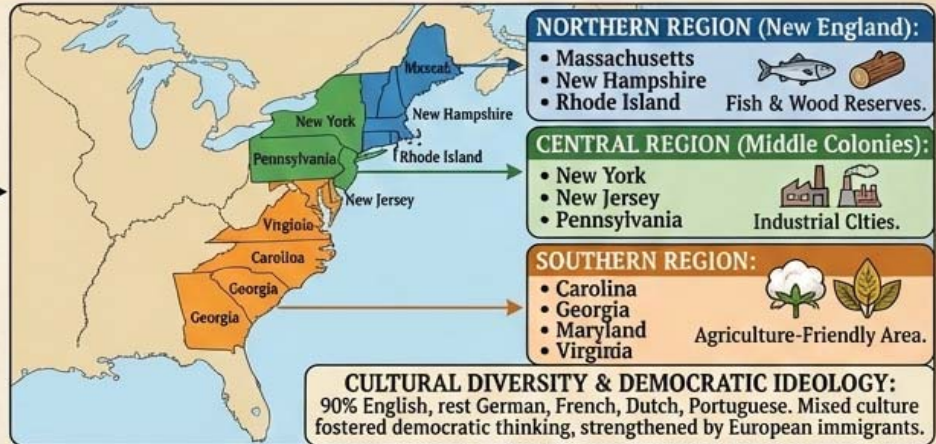 NORTHERN REGION (New England):
• Massachusetts
• New Hampshire
• Rhode Island
Fish & Wood Reserves.
CENTRAL REGION (Middle Colonies):
• New York
• New Jersey
• Pennsylvania
Industrial CIties.
SOUTHERN REGION:
• Carolina
• Georgia
• Maryland
• Virginia
Agriculture-Friendly Area.
New York
New Hampshire
Pennsylvania
Rhode Island
New Jersey
Carolloa
Georgia
Georgia
CULTURAL DIVERSITY & DEMOCRATIC IDEOLOGY:
90% English, rest German, French, Dutch, Portuguese. Mixed culture
fostered democratic thinking, strengthened by European immigrants.